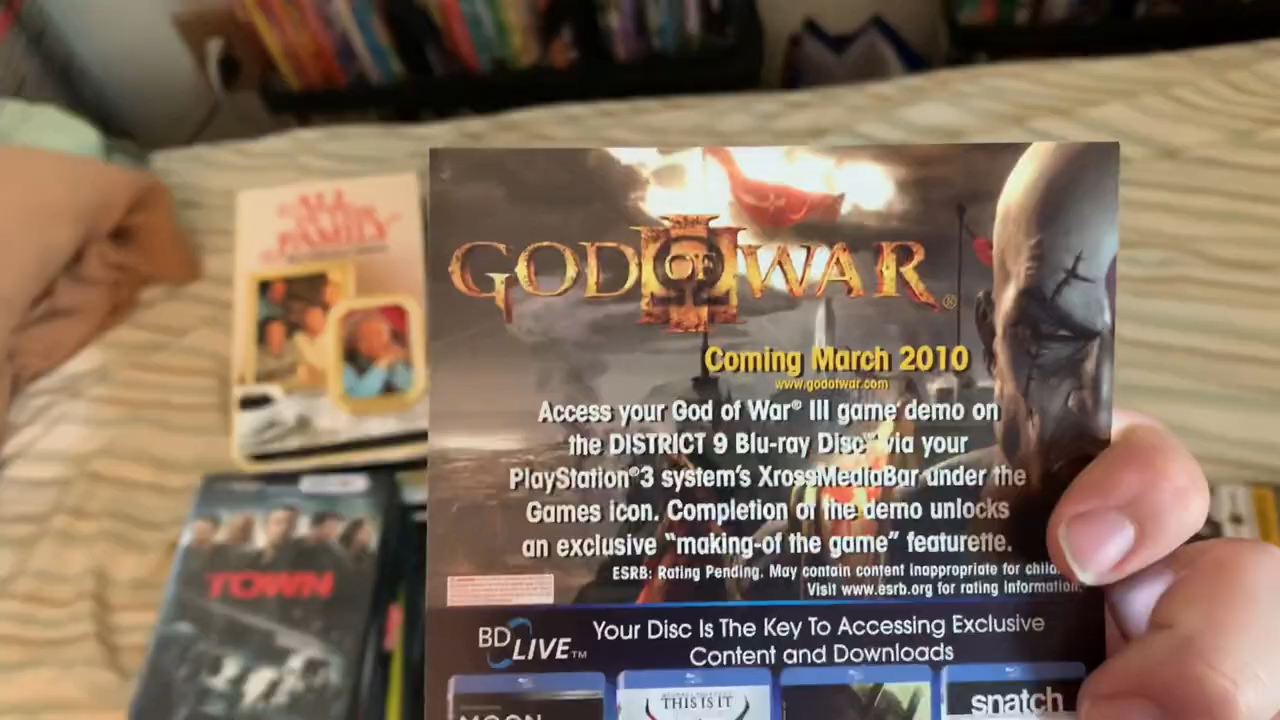 ALL
IN THE
FAMILY
TOWN
GOD OF WAR®
III
Coming March 2010
www.godofwar.com
Access your God of War® III game demo on
the DISTRICT 9 Blu-ray Disc™ via your
PlayStation®3 system's XrossMediaBar under the
Games icon. Completion of the demo unlocks
an exclusive "making-of the game" featurette.
ESRB: Rating Pending. May contain content inappropriate for
Visit www.esrb.org for rating information.
BD LIVE™
Your Disc Is The Key To Accessing Exclusive
Content and Downloads
MOON
THIS IS IT
snatch